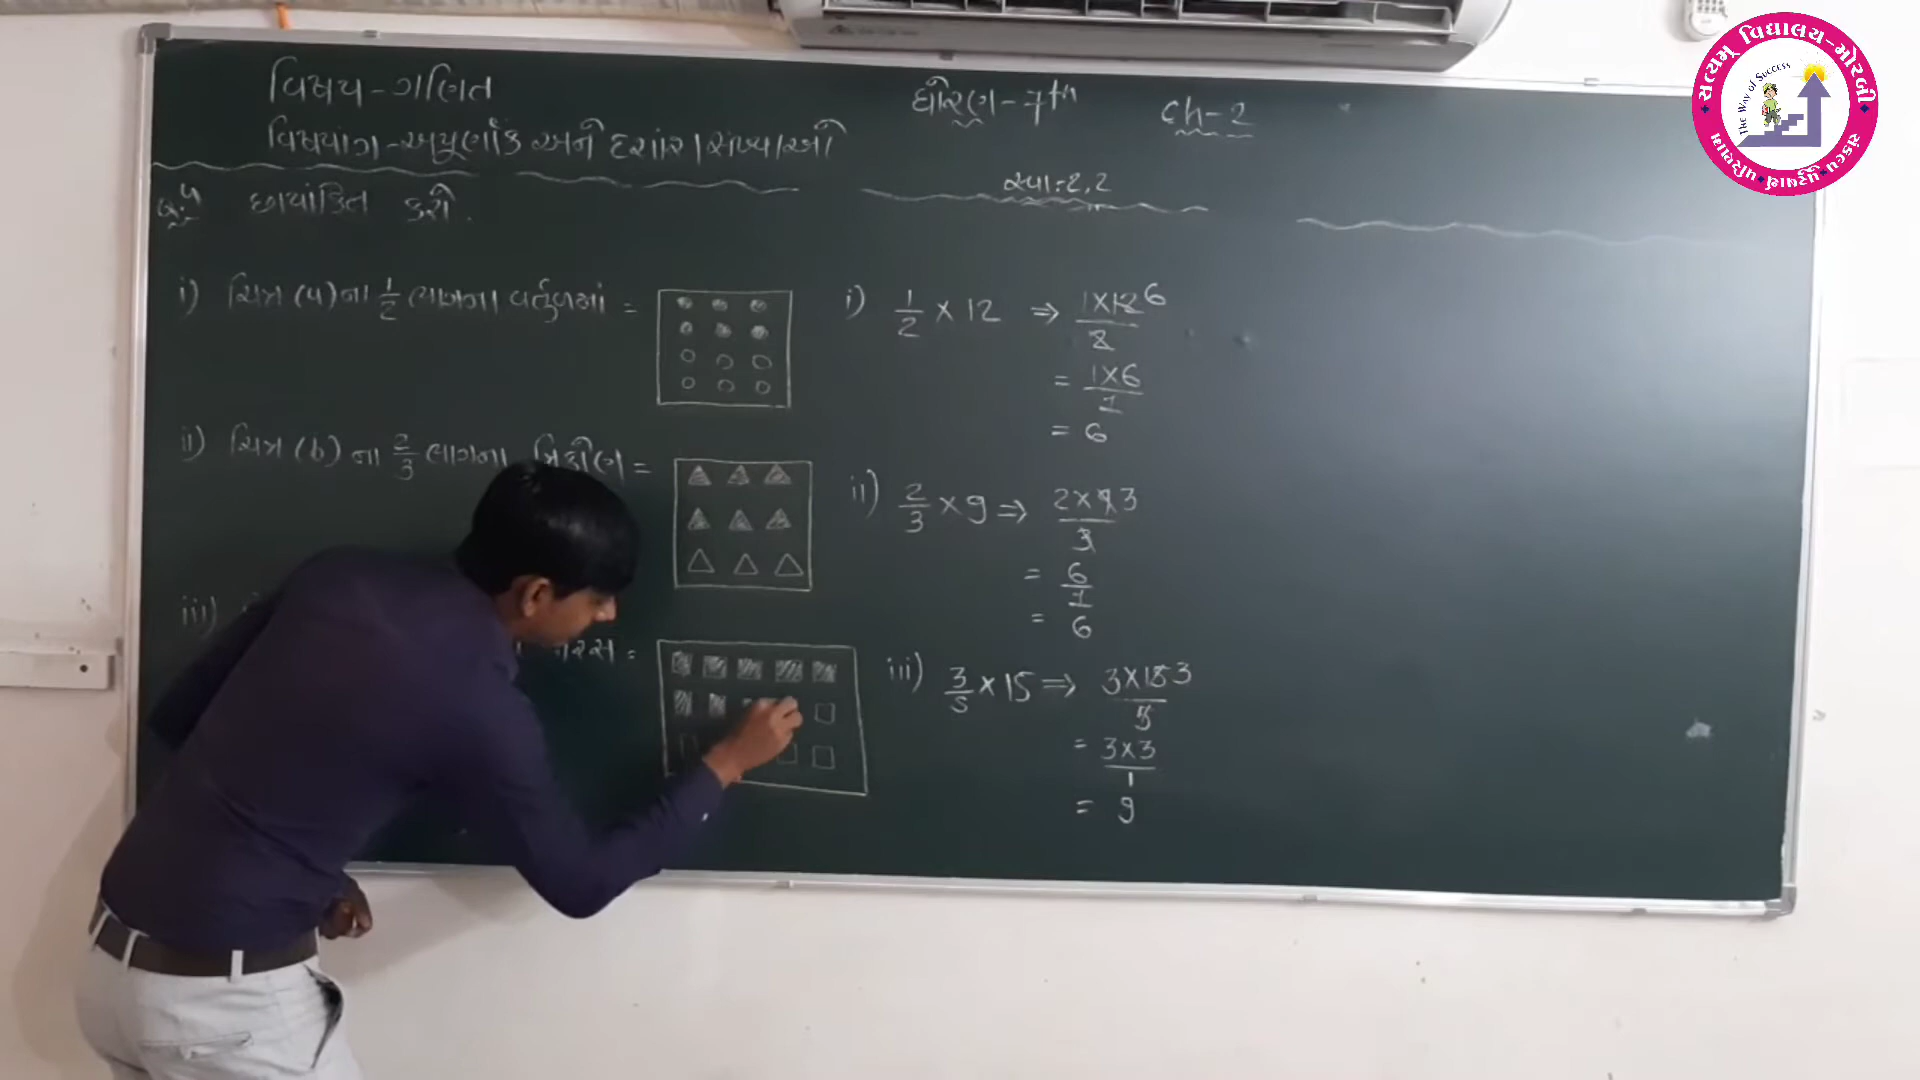 વિષય - ગણિત
ધોરણ - 7th
Ch - 2
વિષયાંગ - અપૂર્ણાંક અને દશાંશ સંખ્યાઓ
સ્વા : 2.2
છાયાંકિત કરો.
i) ચિત્ર (a) ના 1/2 ભાગના વર્તુળમાં =
ii) ચિત્ર (b) ના 2/3 ભાગના ત્રિકોણ =
iii)
ચોરસ =
i) 1/2 × 12 ⇒ 1×12 6/2
= 1×6/1
= 6
ii) 2/3 × 9 ⇒ 2×9 3/3
= 6/1
= 6
iii) 3/5 × 15 ⇒ 3×15 3/5
= 3×3/1
= 9
સત્યમ્ વિદ્યાલય-મોરબી
The Way of Success
સંકલ્પ પુરૂષાર્થ પરિણામ